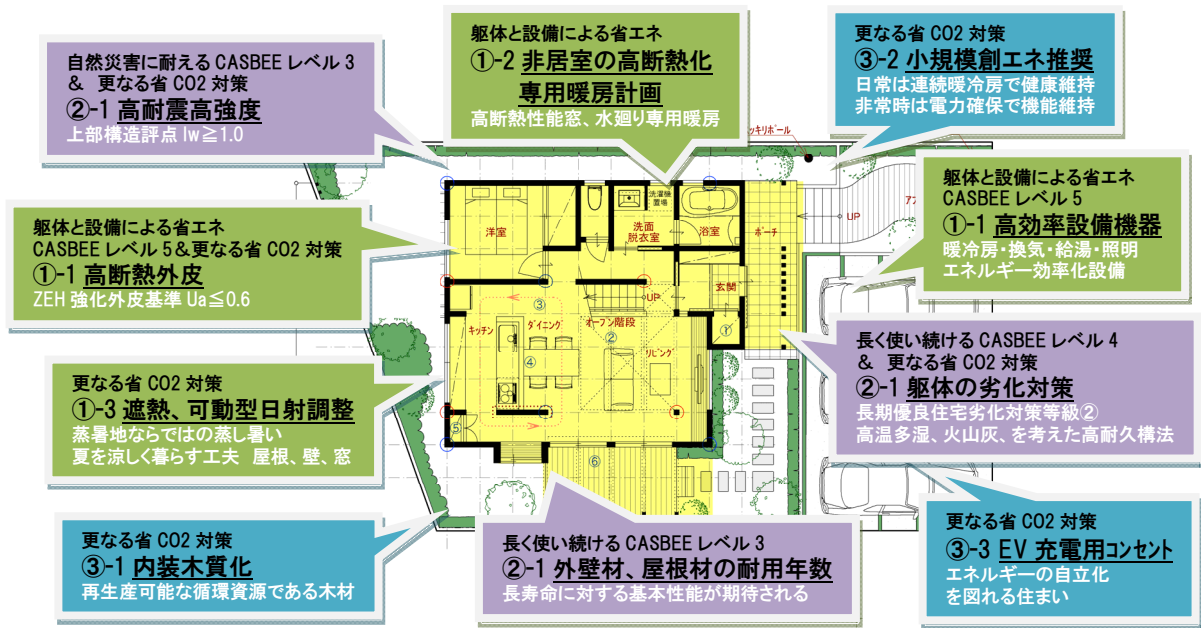 自然災害に耐える CASBEE レベル 3
& 更なる省 CO2 対策
②-1 高耐震高強度
上部構造評点 Iw≧1.0
躯体と設備による省エネ
①-2 非居室の高断熱化
専用暖房計画
高断熱性能窓、水廻り専用暖房
更なる省 CO2 対策
③-2 小規模創エネ推奨
日常は連続暖冷房で健康維持
非常時は電力確保で機能維持
躯体と設備による省エネ
CASBEE レベル 5&更なる省 CO2 対策
①-1 高断熱外皮
ZEH 強化外皮基準 Ua≦0.6
躯体と設備による省エネ
CASBEE レベル 5
①-1 高効率設備機器
暖冷房・換気・給湯・照明
エネルギー効率化設備
更なる省 CO2 対策
①-3 遮熱、可動型日射調整
蒸暑地ならではの蒸し暑い
夏を涼しく暮らす工夫 屋根、壁、窓
長く使い続ける CASBEE レベル 4
& 更なる省 CO2 対策
②-1 躯体の劣化対策
長期優良住宅劣化対策等級②
高温多湿、火山灰、を考えた高耐久構法
更なる省 CO2 対策
③-1 内装木質化
再生産可能な循環資源である木材
長く使い続ける CASBEE レベル 3
②-1 外壁材、屋根材の耐用年数
長寿命に対する基本性能が期待される
更なる省 CO2 対策
③-3 EV 充電用コンセント
エネルギーの自立化
を図れる住まい
ッキリポール
洋室
洗濯機
置場
洗面
脱衣室
浴室
ポーチ
UP
ア
玄関
UP
③
キッチン
ダイニング
オープン階段
②
①
リビング
④
⑤
⑥